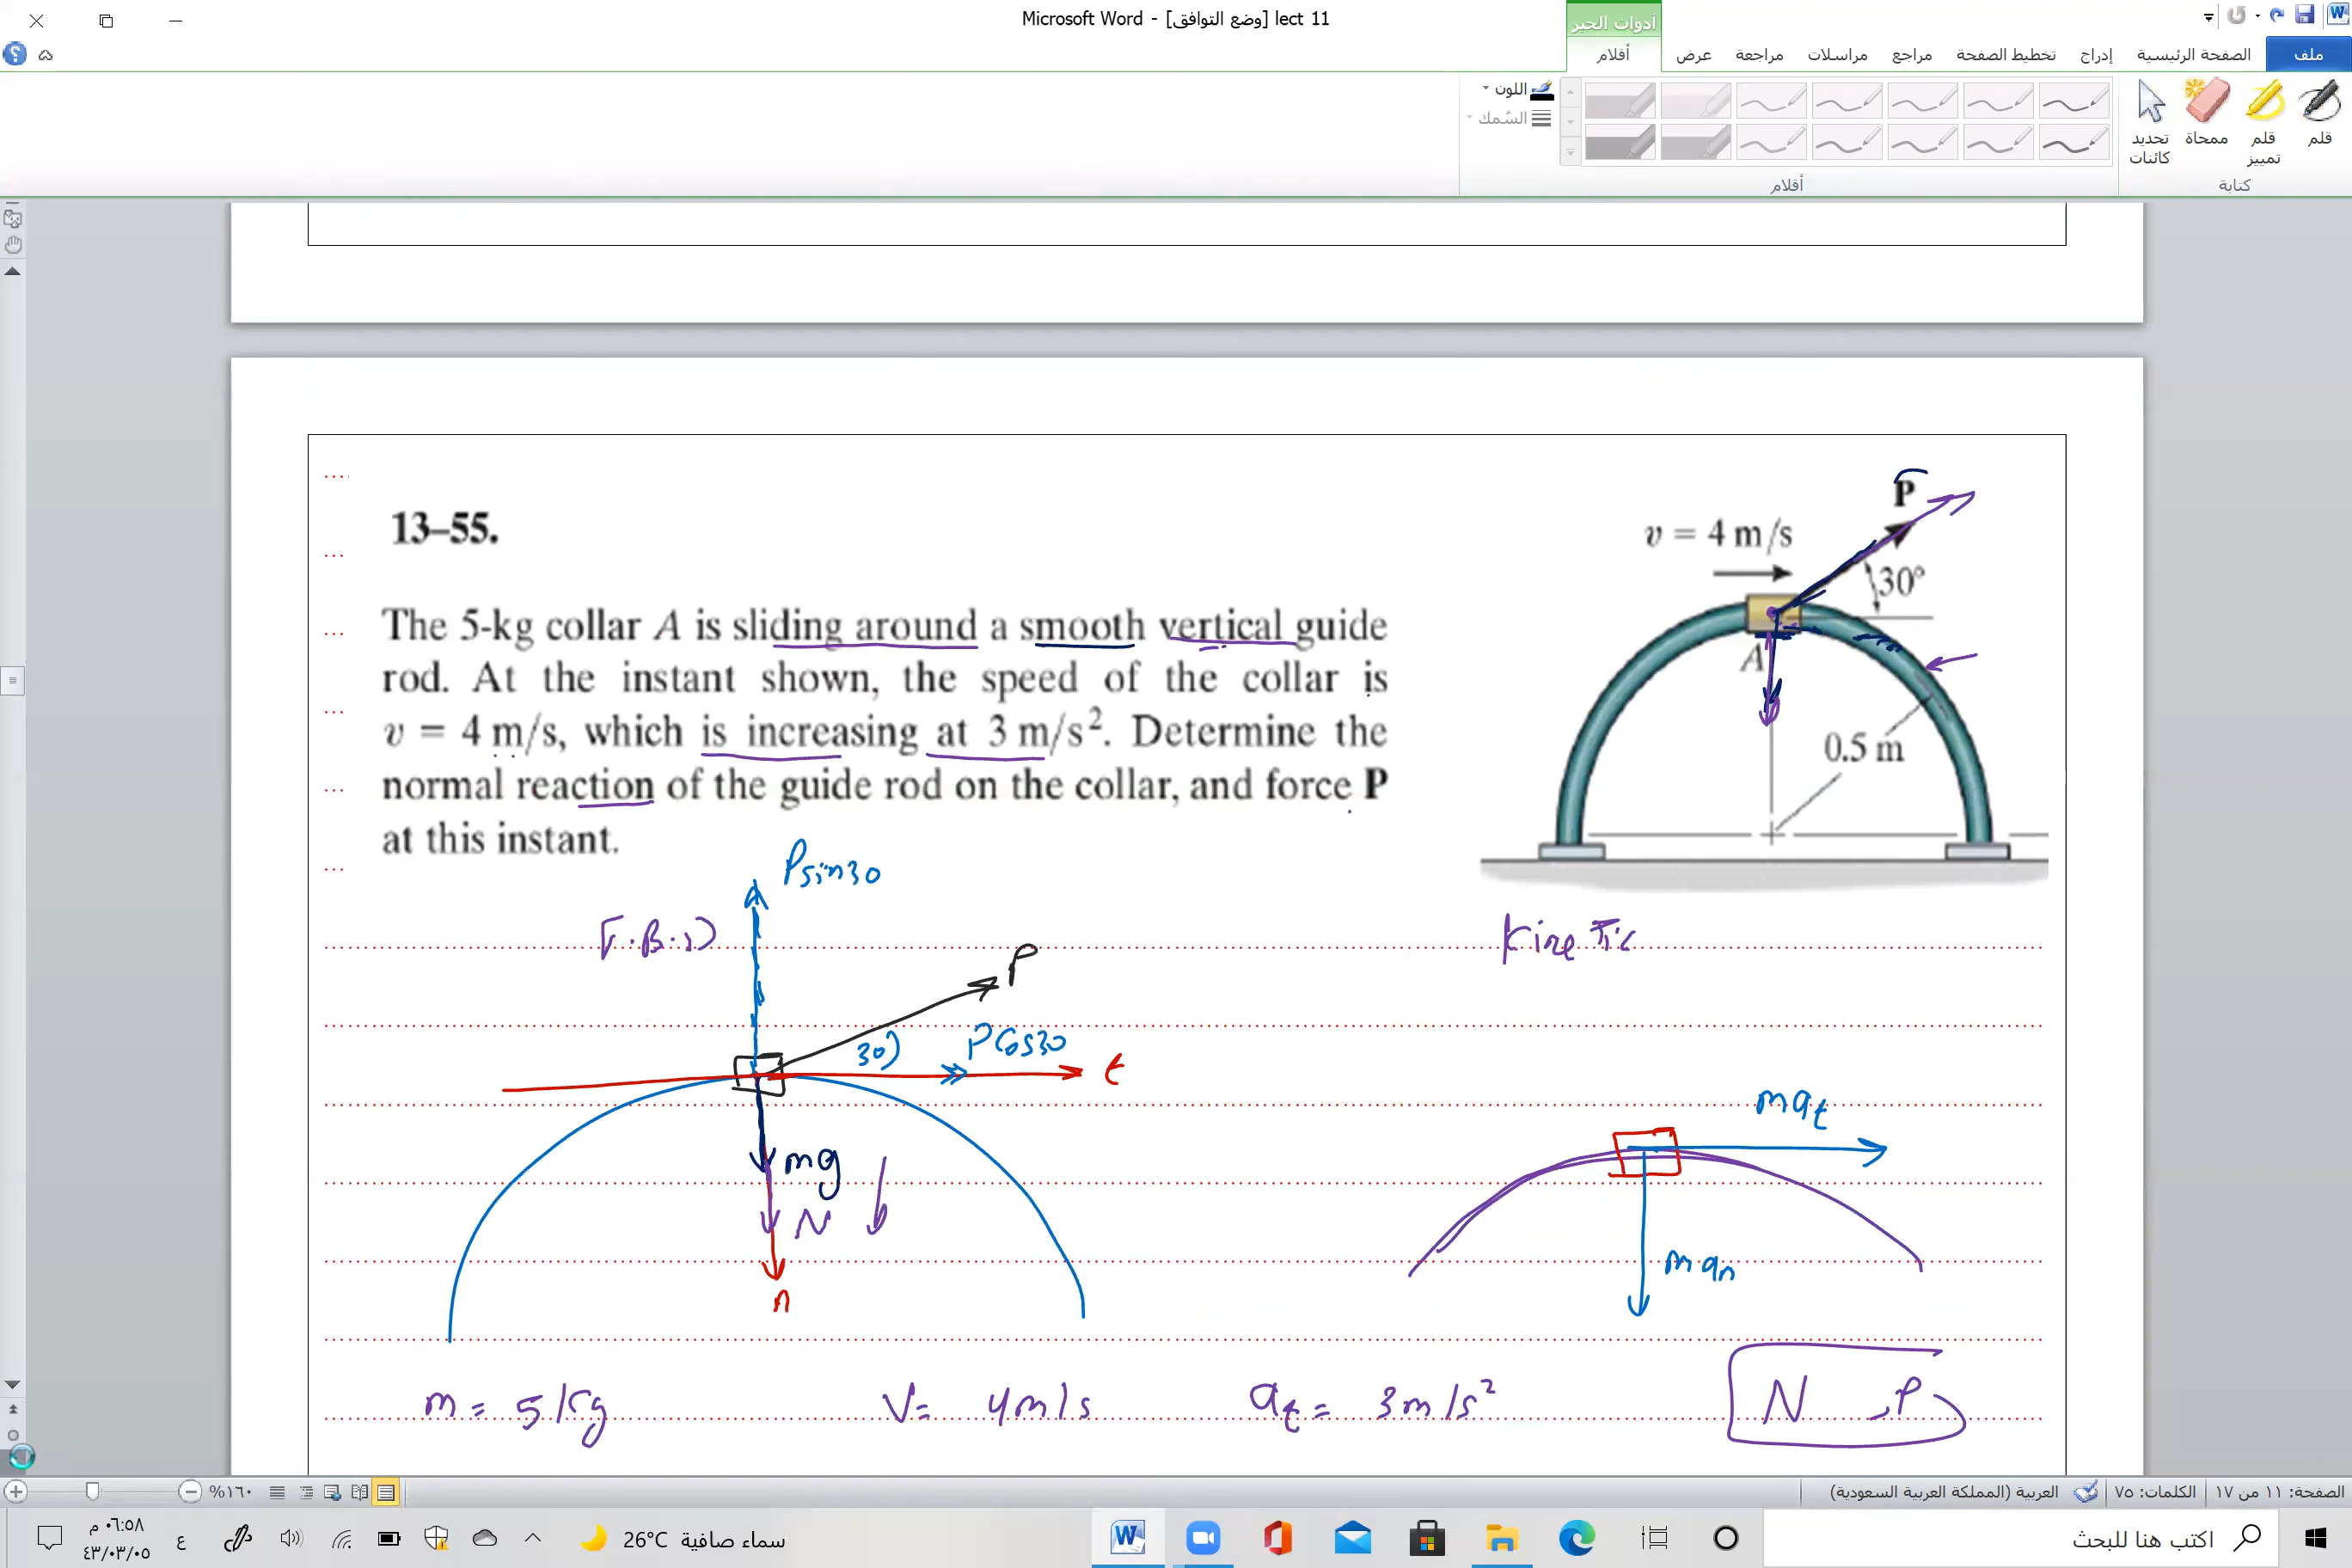 lect 11 [وضع التوافق] - Microsoft Word
أدوات الحبر
ملف
الصفحة الرئيسية
إدراج
تخطيط الصفحة
مراجع
مراسلات
مراجعة
عرض
أقلام
قلم
قلم تمييز
ممحاة
تحديد كائنات
اللون
السُمك
كتابة
أقلام
13–55.
The 5-kg collar A is sliding around a smooth vertical guide
rod. At the instant shown, the speed of the collar is
v = 4 m/s, which is increasing at 3 m/s². Determine the
normal reaction of the guide rod on the collar, and force P
at this instant.
P
v = 4 m/s
30°
A
0.5 m
Psin30
F.B.D
Kinetic
P
30
PCos30
t
mg
N
n
mat
man
m = 5 Kg
V = 4m/s
at = 3m/s²
N , P
الصفحة: ١١ من ١٧
الكلمات: ٧٥
العربية (المملكة العربية السعودية)
%١٦٠
اكتب هنا للبحث
26°C سماء صافية
ع
٠٦:٥٨ م
٤٣/٠٣/٠٥